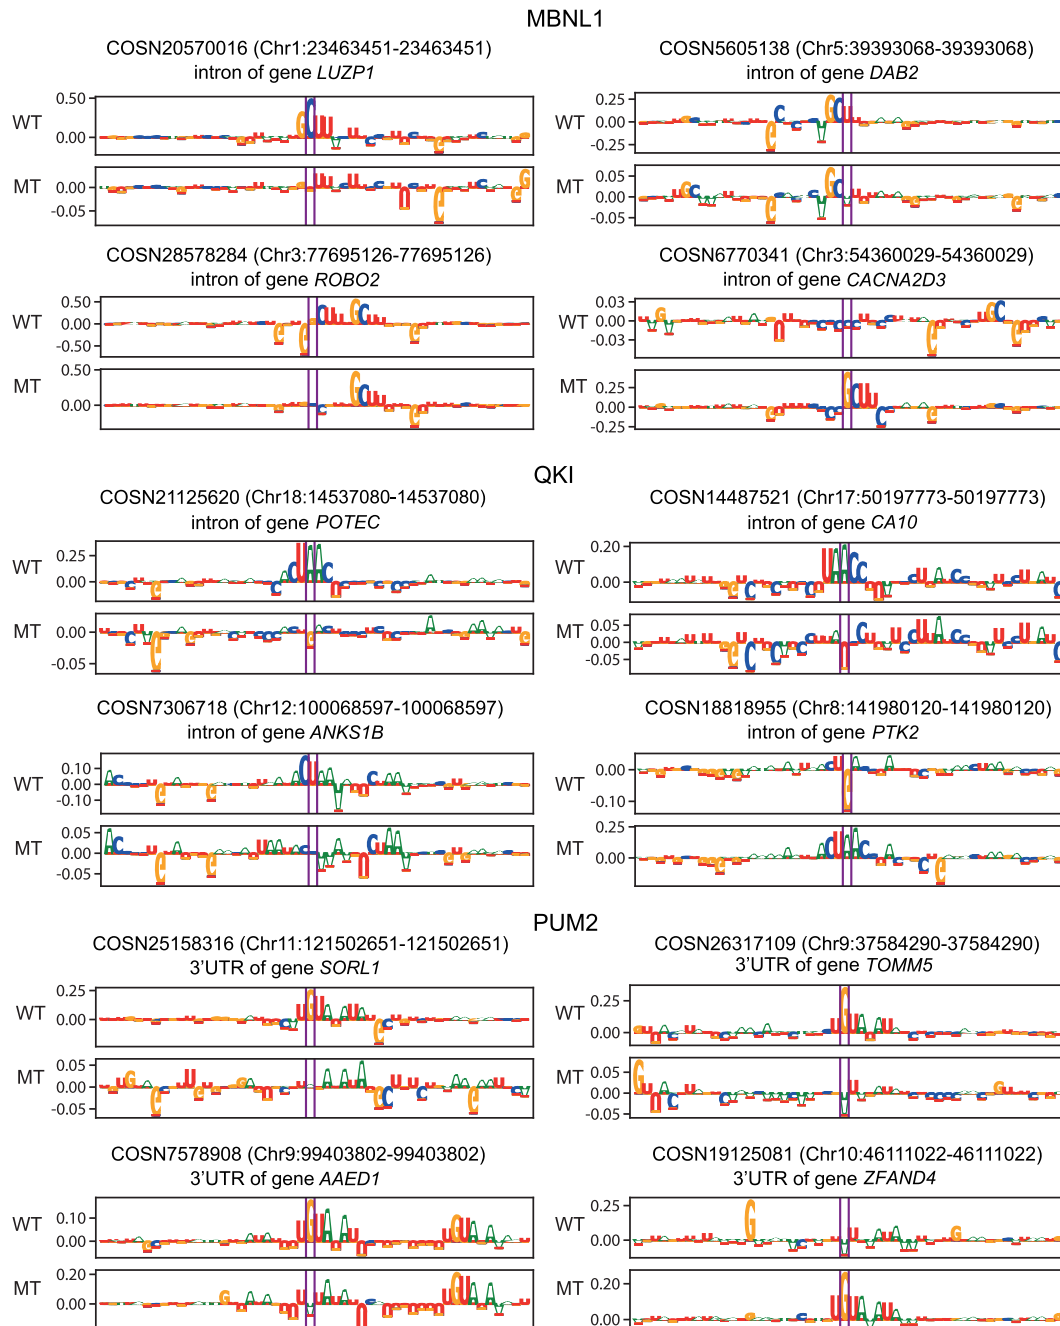 MBNL1
COSN20570016 (Chr1:23463451-23463451)
intron of gene LUZP1
WT
0.50
0.00
MT
0.00
-0.05
COSN5605138 (Chr5:39393068-39393068)
intron of gene DAB2
WT
0.25
0.00
-0.25
MT
0.05
0.00
-0.05
COSN28578284 (Chr3:77695126-77695126)
intron of gene ROBO2
WT
0.50
0.00
-0.50
MT
0.50
0.00
COSN6770341 (Chr3:54360029-54360029)
intron of gene CACNA2D3
WT
0.03
0.00
-0.03
MT
0.25
0.00
-0.25
QKI
COSN21125620 (Chr18:14537080-14537080)
intron of gene POTEC
WT
0.25
0.00
MT
0.00
-0.05
COSN14487521 (Chr17:50197773-50197773)
intron of gene CA10
WT
0.20
0.00
MT
0.05
0.00
-0.05
COSN7306718 (Chr12:100068597-100068597)
intron of gene ANKS1B
WT
0.10
0.00
-0.10
MT
0.05
0.00
-0.05
COSN18818955 (Chr8:141980120-141980120)
intron of gene PTK2
WT
0.00
-0.10
MT
0.25
0.00
PUM2
COSN25158316 (Chr11:121502651-121502651)
3'UTR of gene SORL1
WT
0.25
0.00
MT
0.05
0.00
-0.05
COSN26317109 (Chr9:37584290-37584290)
3'UTR of gene TOMM5
WT
0.25
0.00
MT
0.05
0.00
-0.05
COSN7578908 (Chr9:99403802-99403802)
3'UTR of gene AAED1
WT
0.10
0.00
MT
0.20
0.00
COSN19125081 (Chr10:46111022-46111022)
3'UTR of gene ZFAND4
WT
0.25
0.00
MT
0.20
0.00